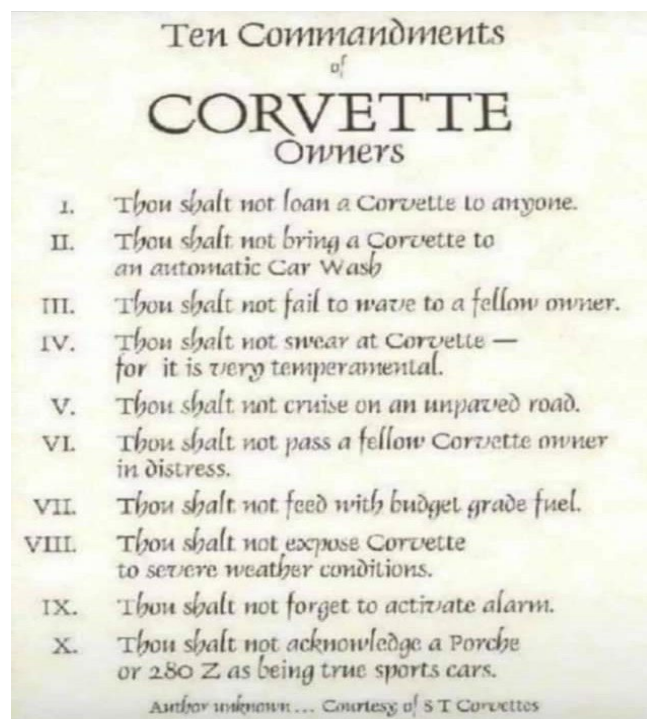 Ten Commandments
of
CORVETTE
Owners
I. Thou shalt not loan a Corvette to anyone.
II. Thou shalt not bring a Corvette to
an automatic Car Wash
III. Thou shalt not fail to wave to a fellow owner.
IV. Thou shalt not swear at Corvette —
for it is very temperamental.
V. Thou shalt not cruise on an unpaved road.
VI. Thou shalt not pass a fellow Corvette owner
in distress.
VII. Thou shalt not feed with budget grade fuel.
VIII. Thou shalt not expose Corvette
to severe weather conditions.
IX. Thou shalt not forget to activate alarm.
X. Thou shalt not acknowledge a Porche
or 280 Z as being true sports cars.
Author unknown ... Courtesy of S T Corvettes